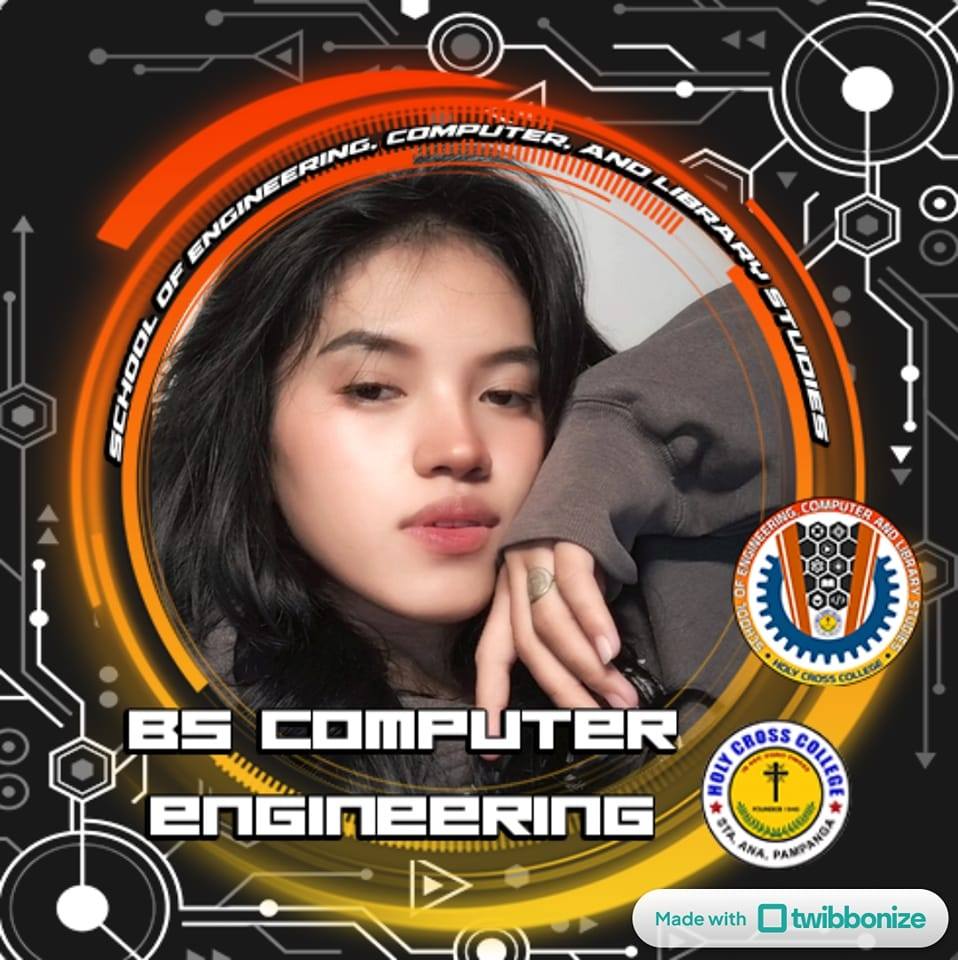 SCHOOL OF ENGINEERING, COMPUTER, AND LIBRARY STUDIES
SCHOOL OF ENGINEERING, COMPUTER AND LIBRARY STUDIES
• HOLY CROSS COLLEGE •
BS COMPUTER
ENGINEERING
HOLY CROSS COLLEGE
STA. ANA, PAMPANGA
Made with twibbonize